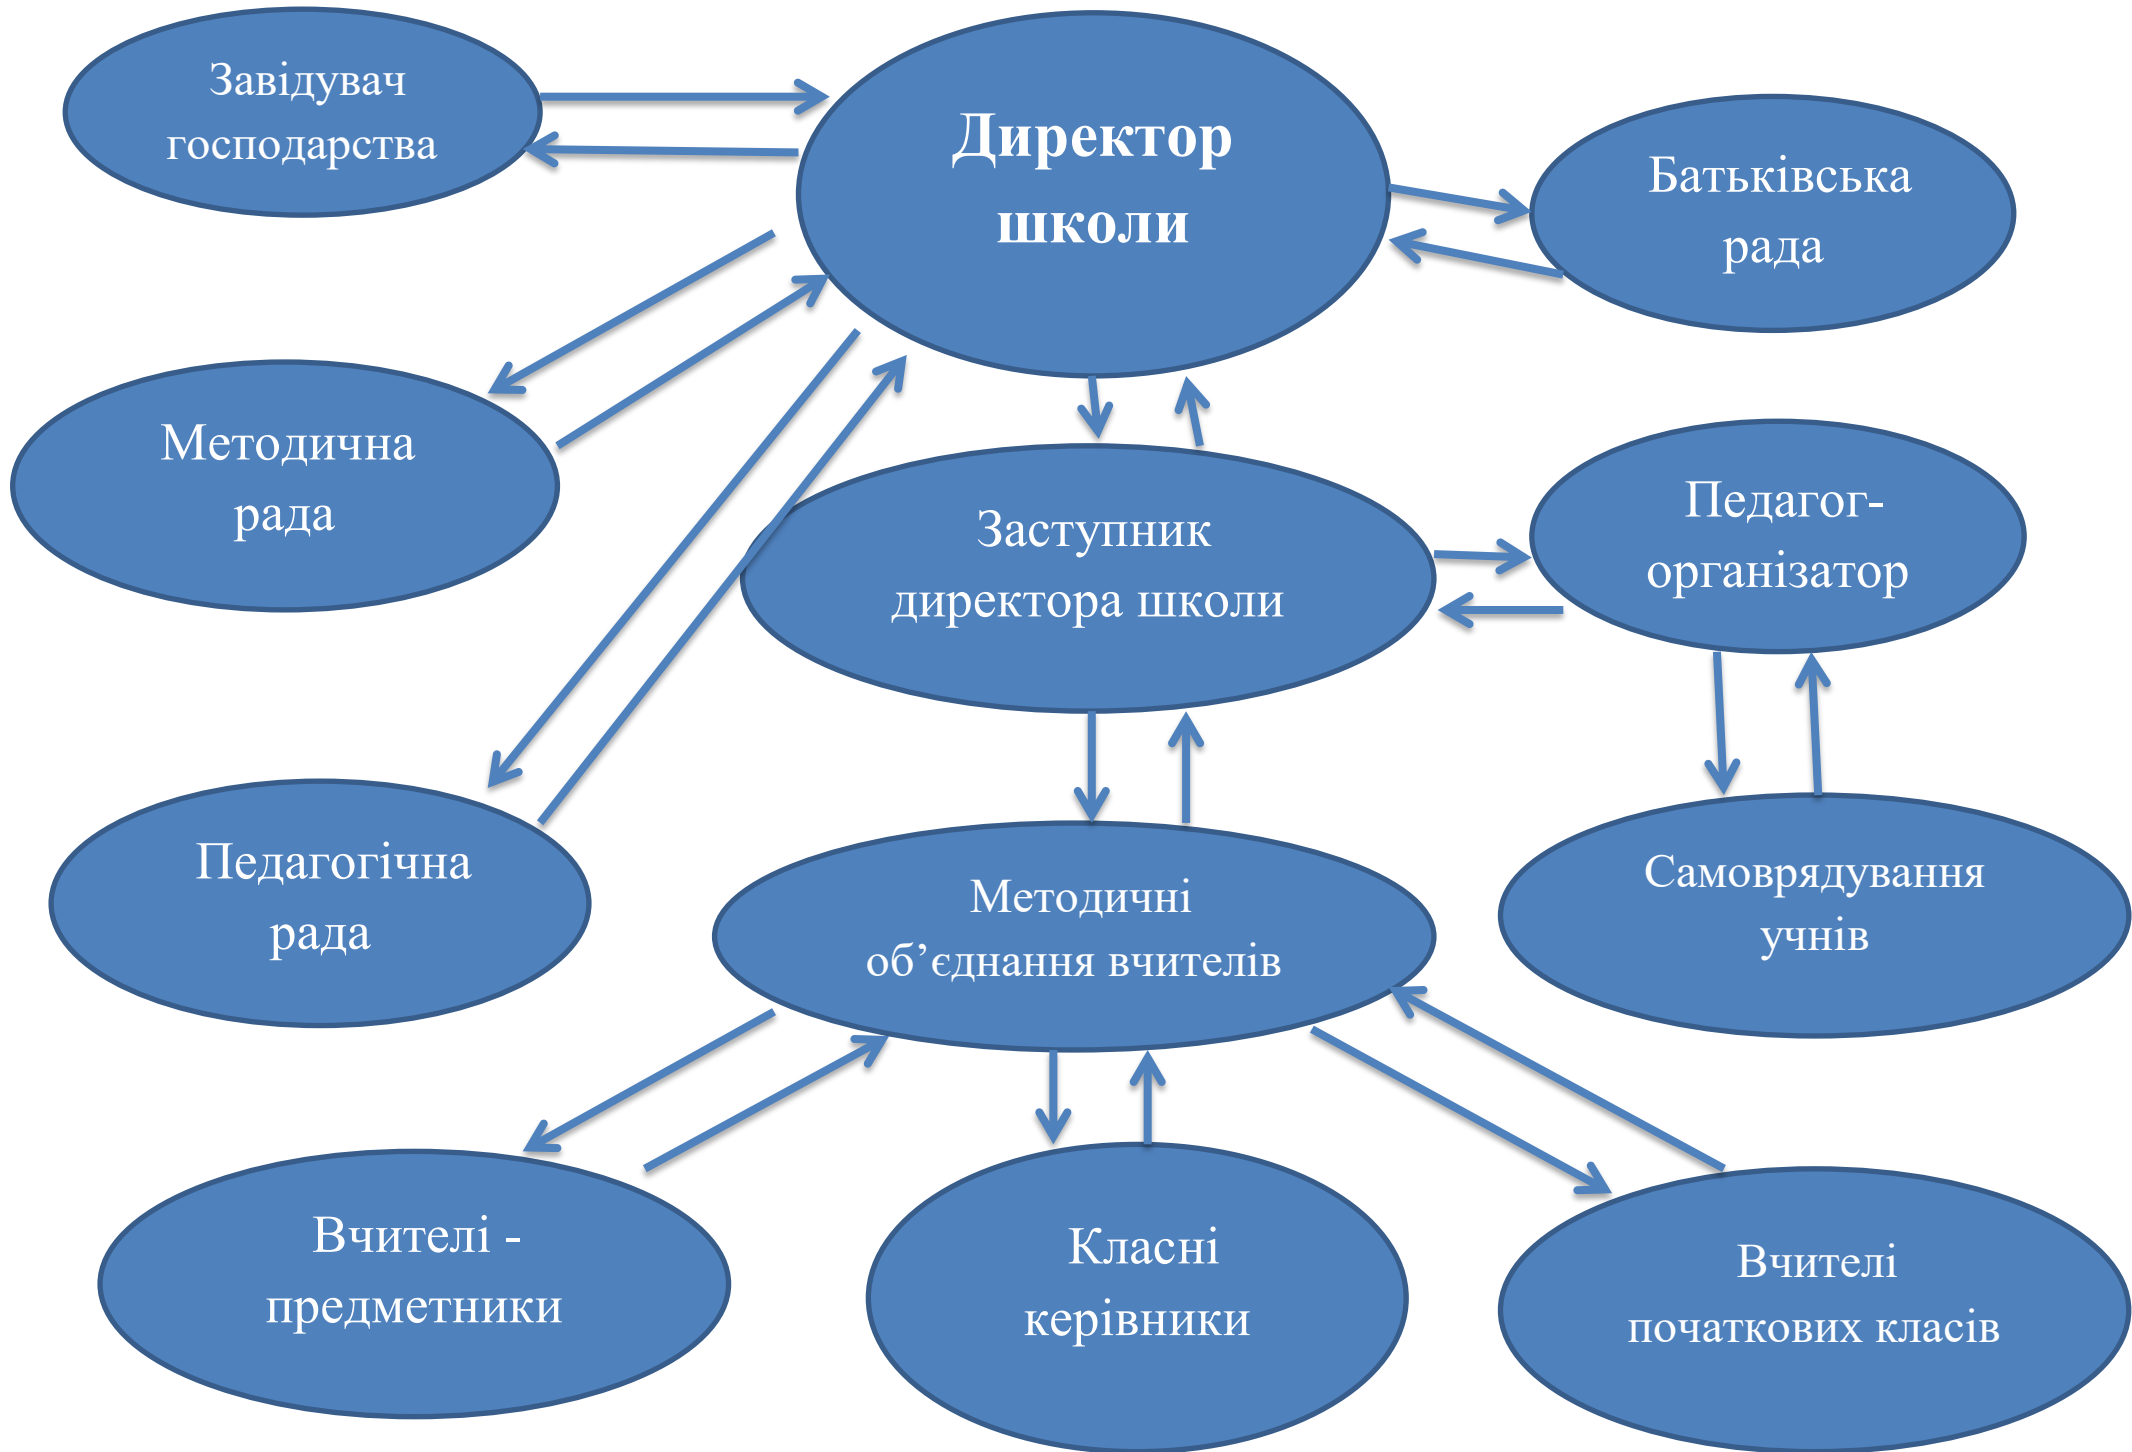 Завідувач
господарства
Директор
школи
Батьківська
рада
Методична
рада
Заступник
директора школи
Педагог-
організатор
Педагогічна
рада
Методичні
об’єднання вчителів
Самоврядування
учнів
Вчителі -
предметники
Класні
керівники
Вчителі
початкових класів